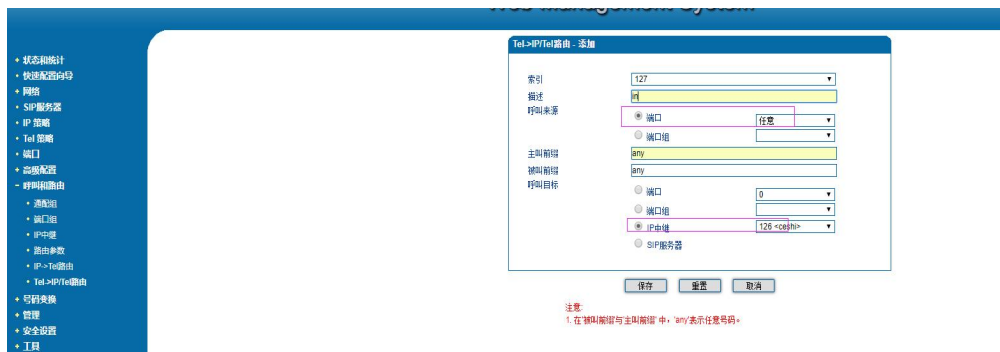 Web Management System
+ 状态和统计
• 快速配置向导
+ 网络
• SIP服务器
+ IP 策略
+ Tel 策略
+ 端口
+ 高级配置
- 呼叫和路由
• 通配组
• 端口组
• IP中继
• 路由参数
• IP->Tel路由
• Tel->IP/Tel路由
+ 号码变换
+ 管理
+ 安全设置
+ 工具
Tel->IP/Tel路由 - 添加
索引 127
描述 in
呼叫来源 端口 任意
端口组
主叫前缀 any
被叫前缀 any
呼叫目标 端口 0
端口组
IP中继 126 <ceshi>
SIP服务器
保存 重置 取消
注意:
1. 在'被叫前缀'与'主叫前缀' 中，'any'表示任意号码。